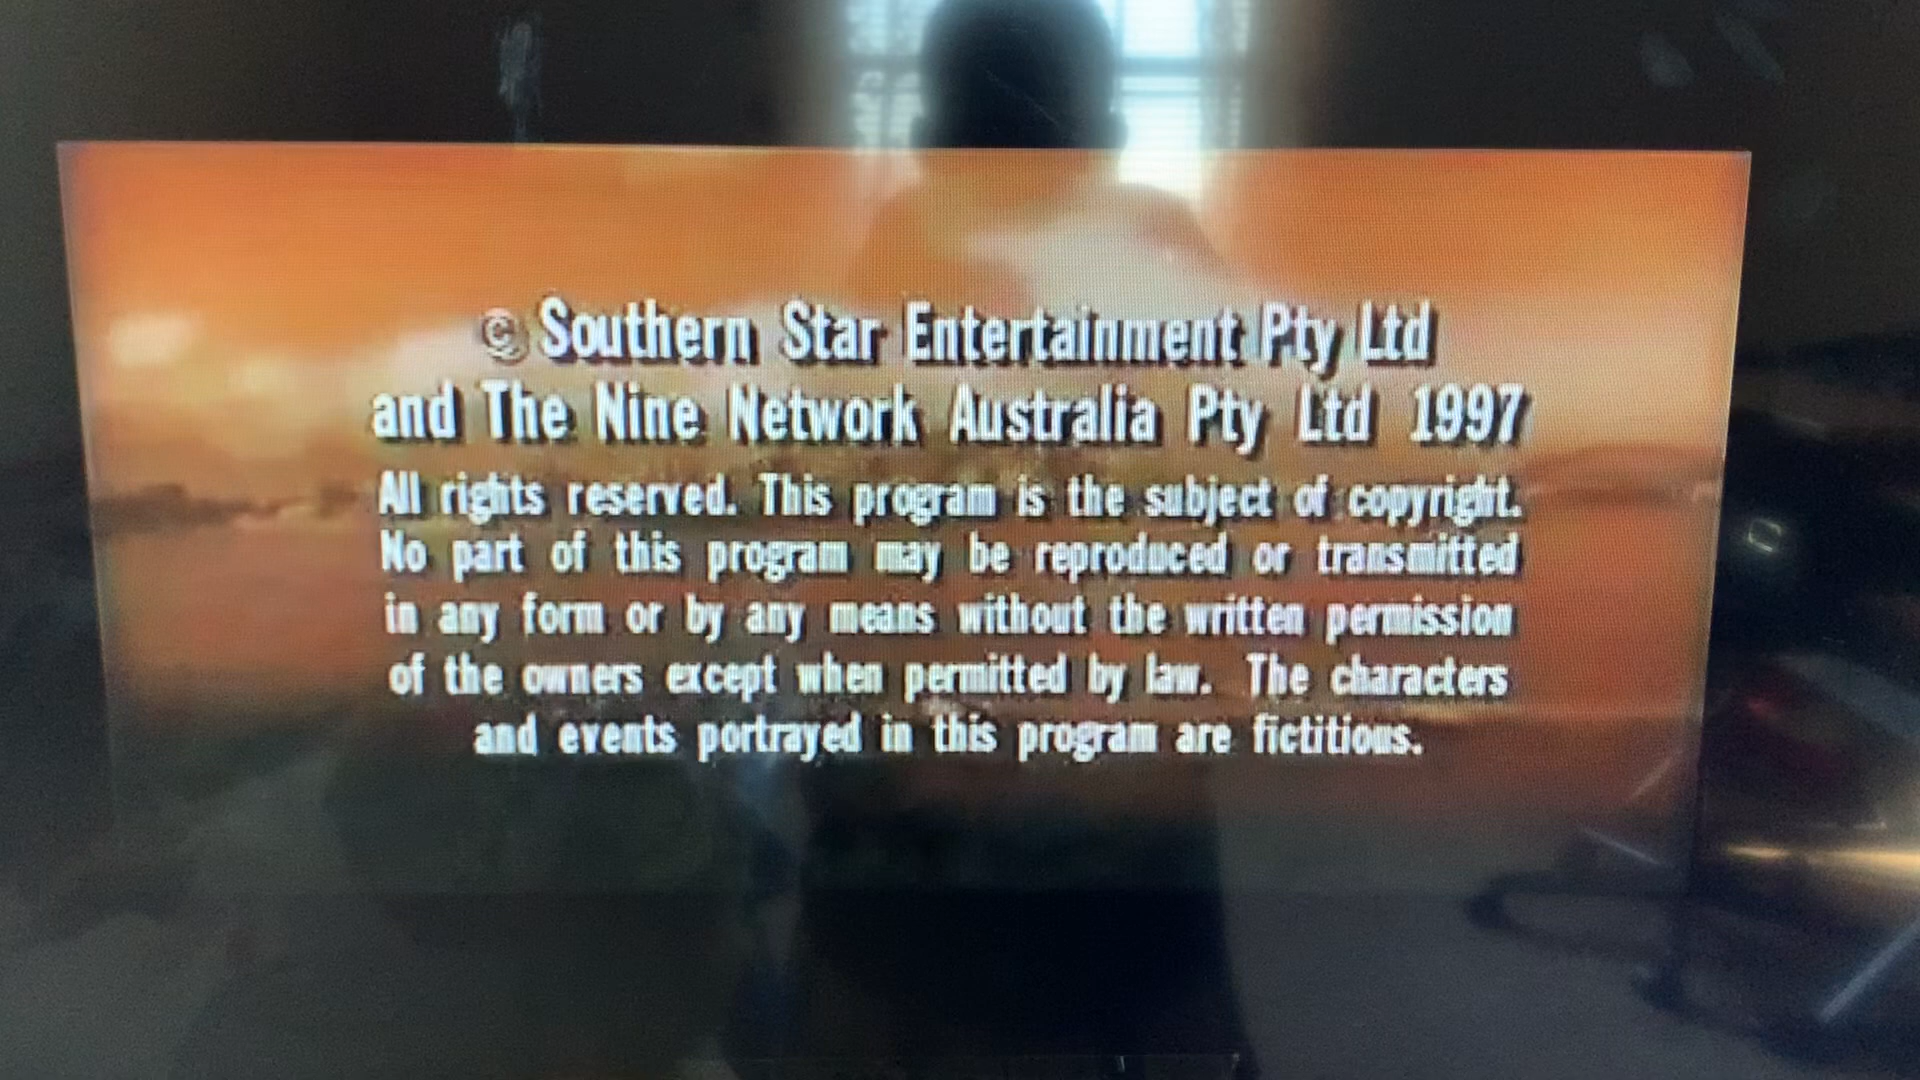 © Southern Star Entertainment Pty Ltd
and The Nine Network Australia Pty Ltd 1997
All rights reserved. This program is the subject of copyright.
No part of this program may be reproduced or transmitted
in any form or by any means without the written permission
of the owners except when permitted by law. The characters
and events portrayed in this program are fictitious.